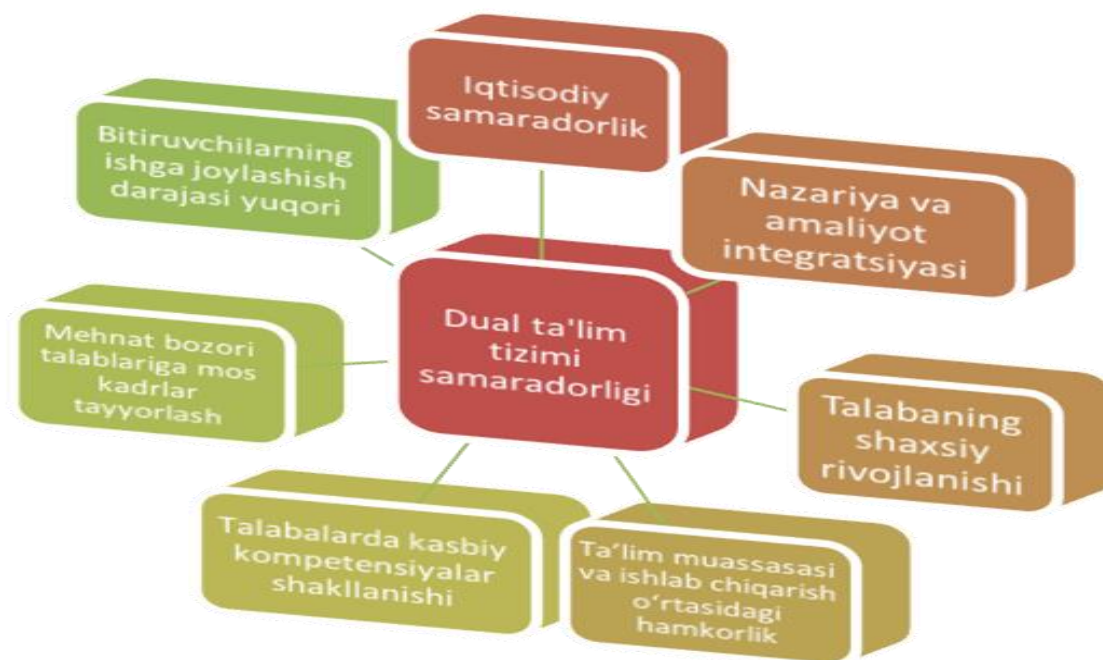 Iqtisodiy
samaradorlik
Nazariya va
amaliyot
integratsiyasi
Talabaning
shaxsiy
rivojlanishi
Ta‘lim muassasasi
va ishlab chiqarish
o‘rtasidagi
hamkorlik
Talabalarda kasbiy
kompetensiyalar
shakllanishi
Mehnat bozori
talablariga mos
kadrlar
tayyorlash
Bitiruvchilarning
ishga joylashish
darajasi yuqori
Dual ta'lim
tizimi
samaradorligi